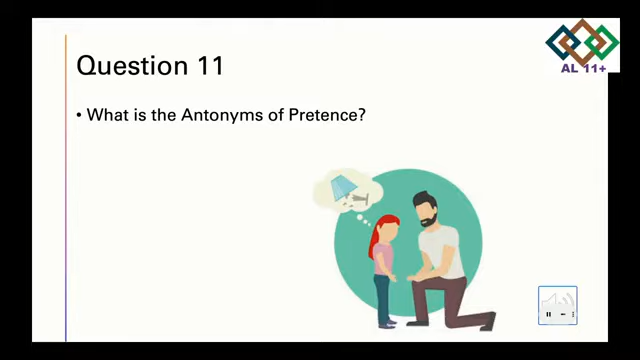 Question 11
AL 11+
• What is the Antonyms of Pretence?